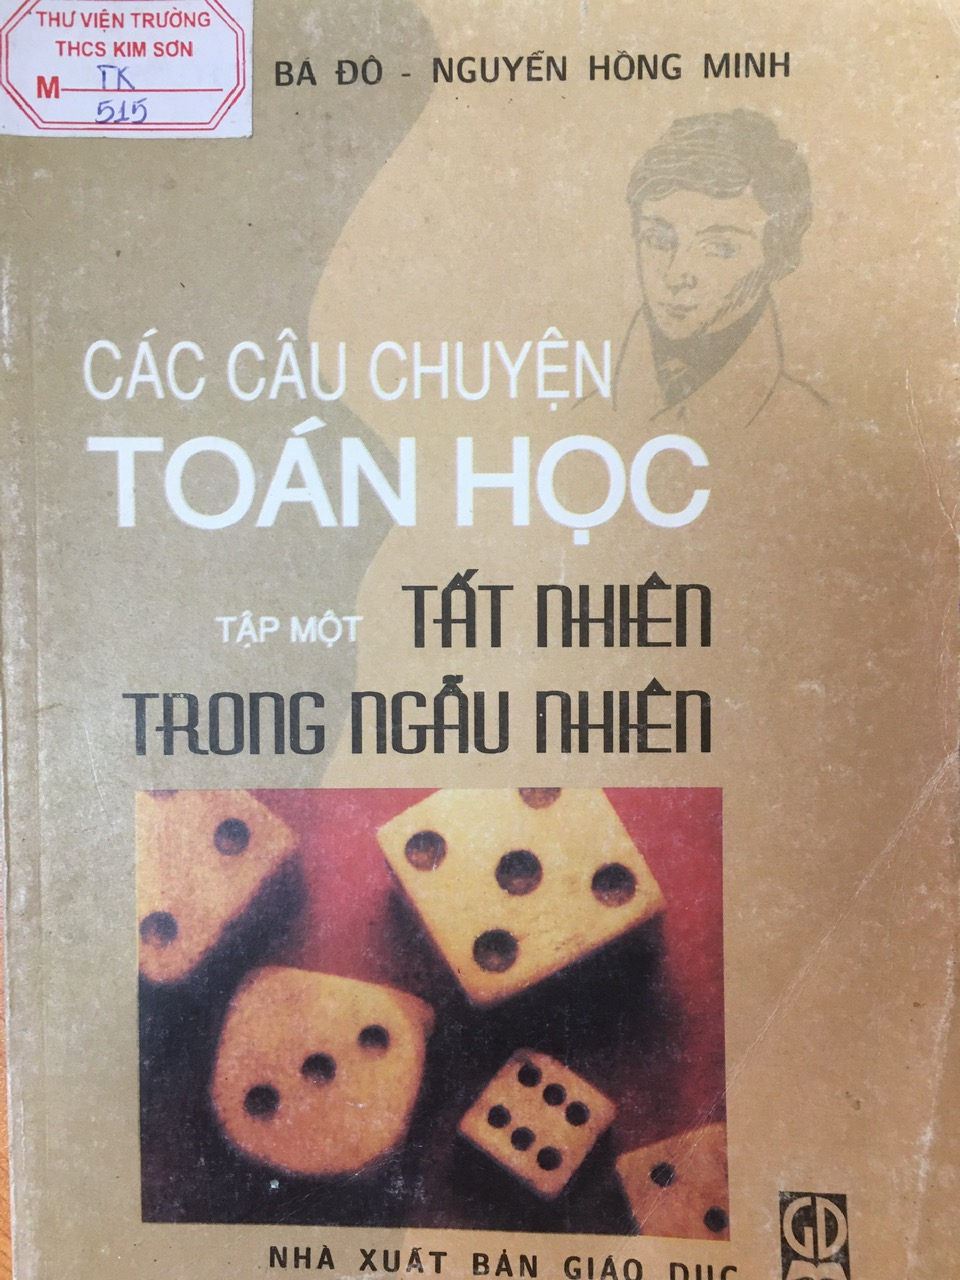 THƯ VIỆN TRƯỜNG
THCS KIM SƠN
M TK
515
BÁ ĐÔ - NGUYỄN HỒNG MINH
CÁC CÂU CHUYỆN
TOÁN HỌC
TẬP MỘT TẤT NHIÊN
TRONG NGẪU NHIÊN
NHÀ XUẤT BẢN GIÁO DỤC
GD